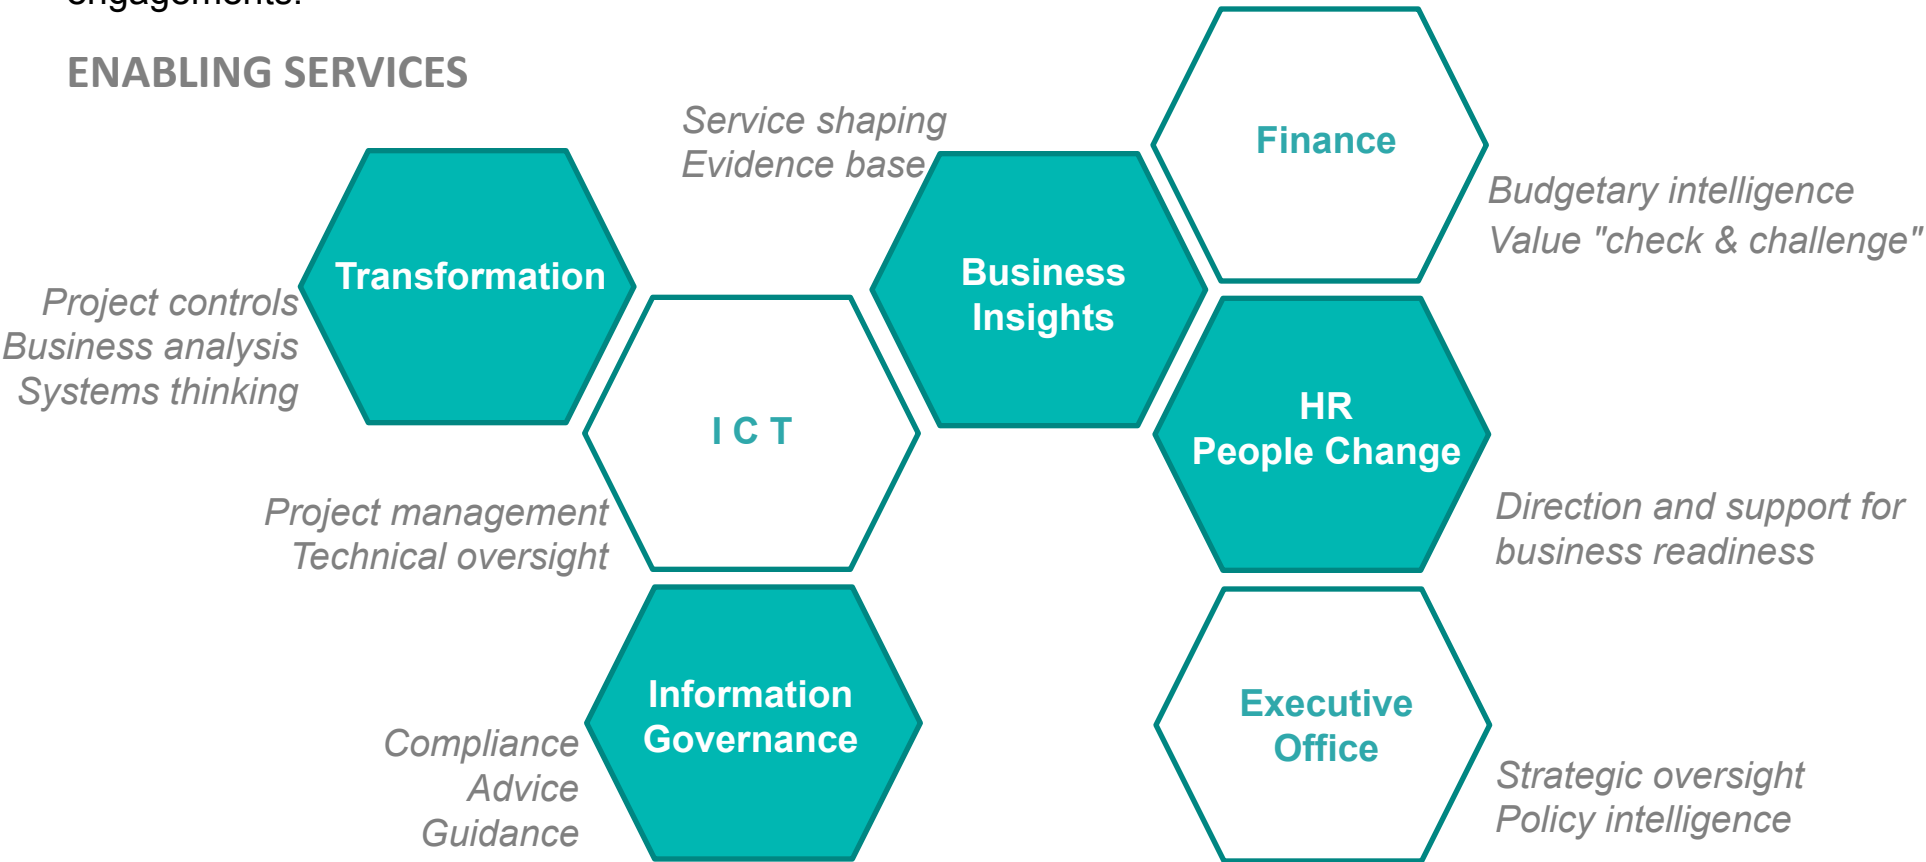 engagements.
ENABLING SERVICES
Service shaping
Evidence base
Finance
Budgetary intelligence
Value "check & challenge"
Transformation
Project controls
Business analysis
Systems thinking
Business
Insights
I C T
Project management
Technical oversight
HR
People Change
Direction and support for
business readiness
Information
Governance
Compliance
Advice
Guidance
Executive
Office
Strategic oversight
Policy intelligence